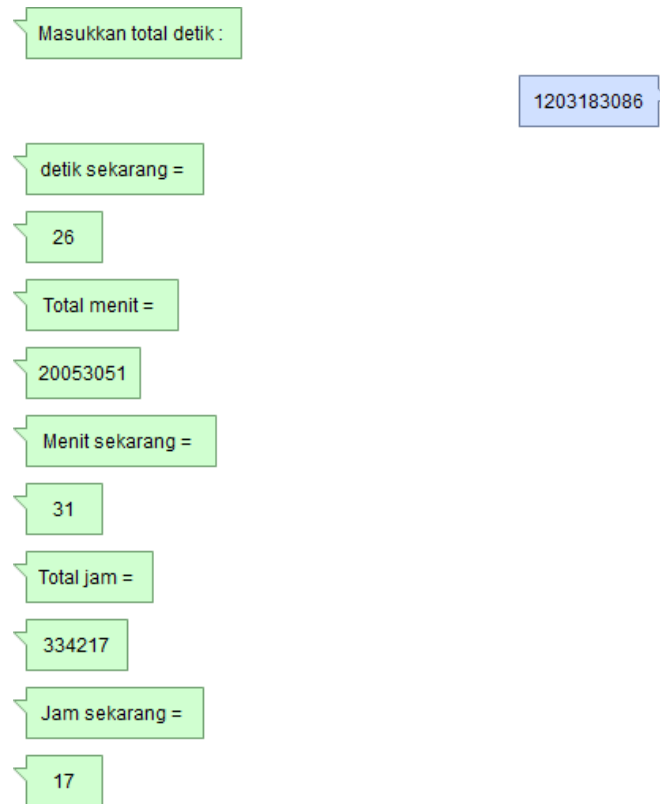 Masukkan total detik :
1203183086
detik sekarang =
26
Total menit =
20053051
Menit sekarang =
31
Total jam =
334217
Jam sekarang =
17